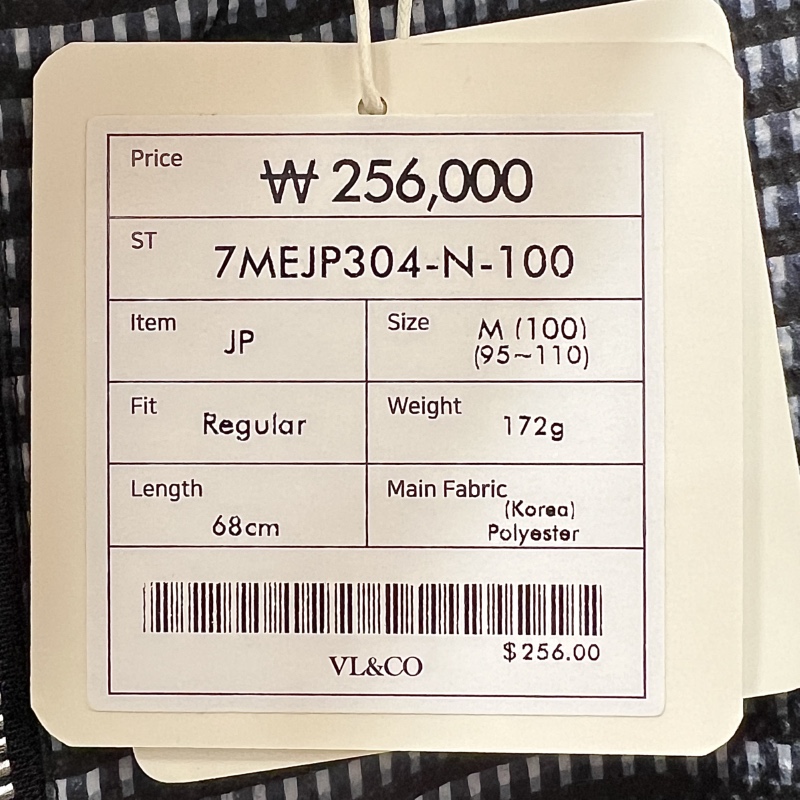 Price
₩ 256,000
ST
7MEJP304-N-100
Item
JP
Size
M (100)
(95~110)
Fit
Regular
Weight
172g
Length
68cm
Main Fabric
(Korea)
Polyester
$256.00
VL&CO